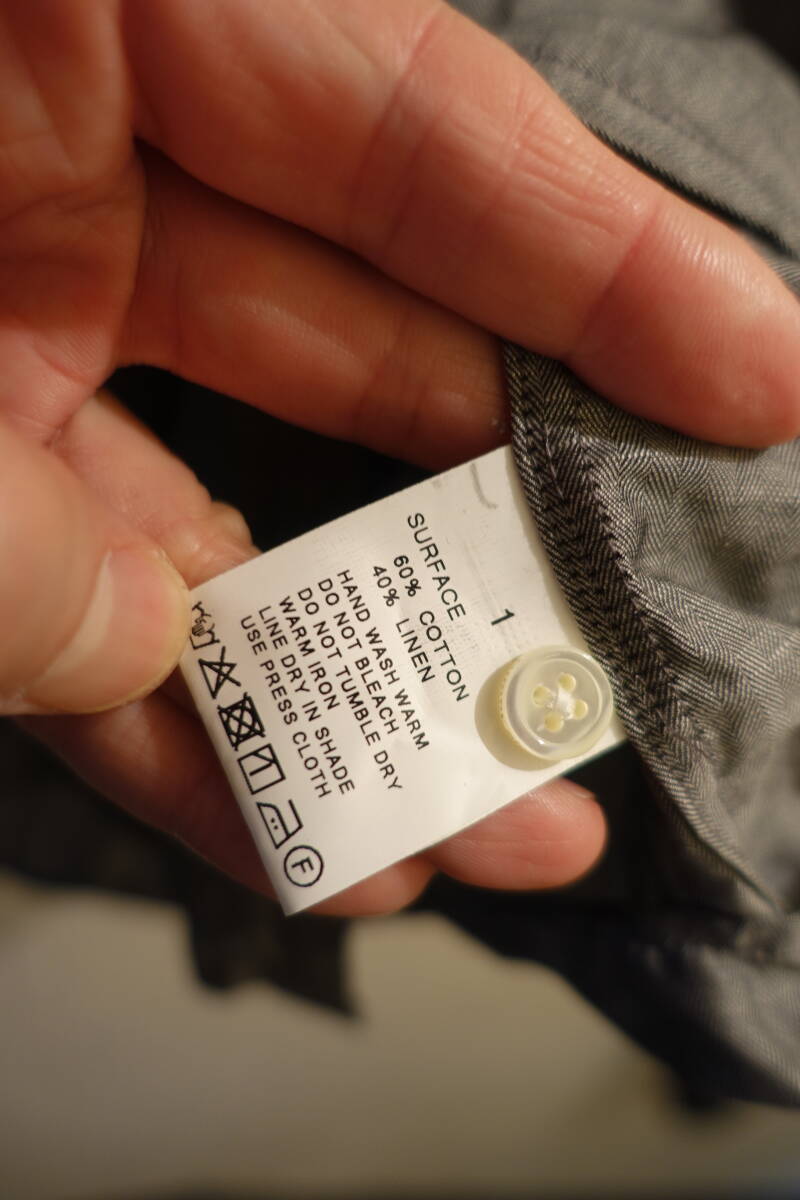 1
SURFACE
60% COTTON
40% LINEN
HAND WASH WARM
DO NOT BLEACH
DO NOT TUMBLE DRY
WARM IRON
LINE DRY IN SHADE
USE PRESS CLOTH
F